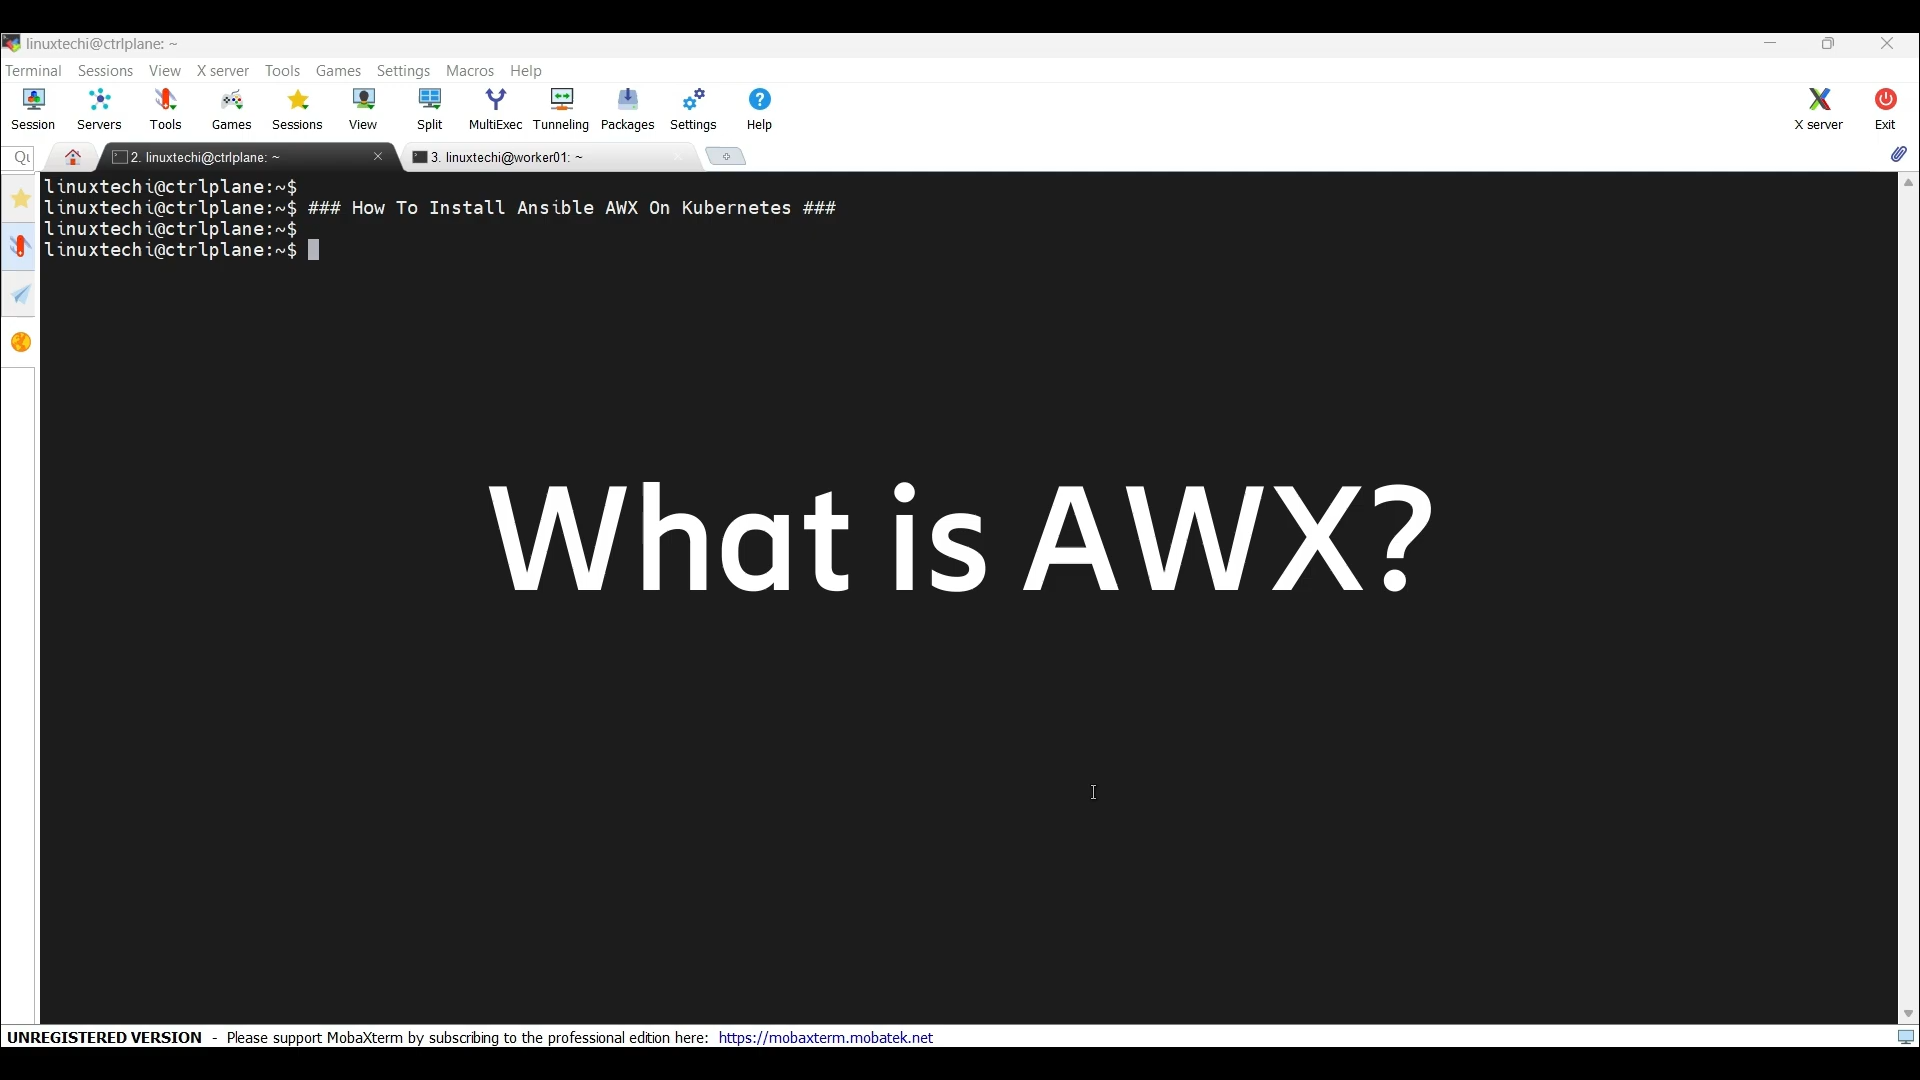 linuxtechi@ctrlplane: ~
Terminal Sessions View X server Tools Games Settings Macros Help
Session Servers Tools Games Sessions View Split MultiExec Tunneling Packages Settings Help X server Exit
2. linuxtechi@ctrlplane: ~ 3. linuxtechi@worker01: ~
linuxtechi@ctrlplane:~$
linuxtechi@ctrlplane:~$ ### How To Install Ansible AWX On Kubernetes ###
linuxtechi@ctrlplane:~$
linuxtechi@ctrlplane:~$
What is AWX?
UNREGISTERED VERSION - Please support MobaXterm by subscribing to the professional edition here: https://mobaxterm.mobatek.net